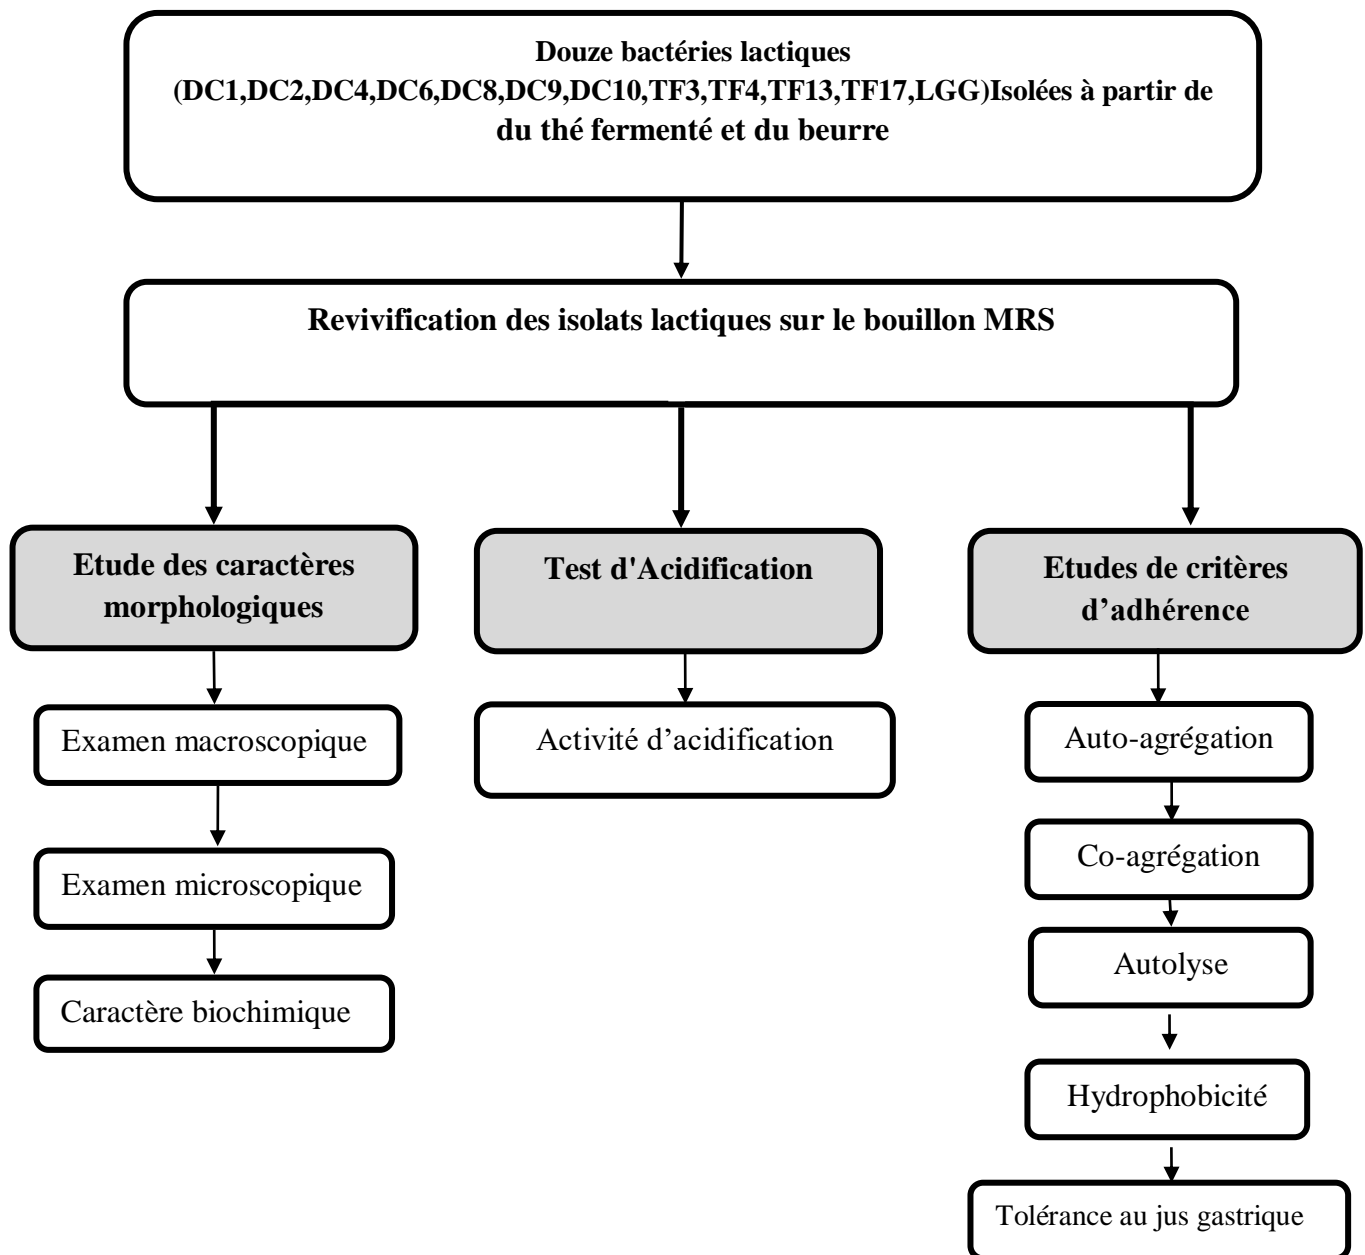 Douze bactéries lactiques
(DC1,DC2,DC4,DC6,DC8,DC9,DC10,TF3,TF4,TF13,TF17,LGG)Isolées à partir de
du thé fermenté et du beurre
Revivification des isolats lactiques sur le bouillon MRS
Etude des caractères
morphologiques
Examen macroscopique
Examen microscopique
Caractère biochimique
Test d'Acidification
Activité d’acidification
Etudes de critères
d’adhérence
Auto-agrégation
Co-agrégation
Autolyse
Hydrophobicité
Tolérance au jus gastrique